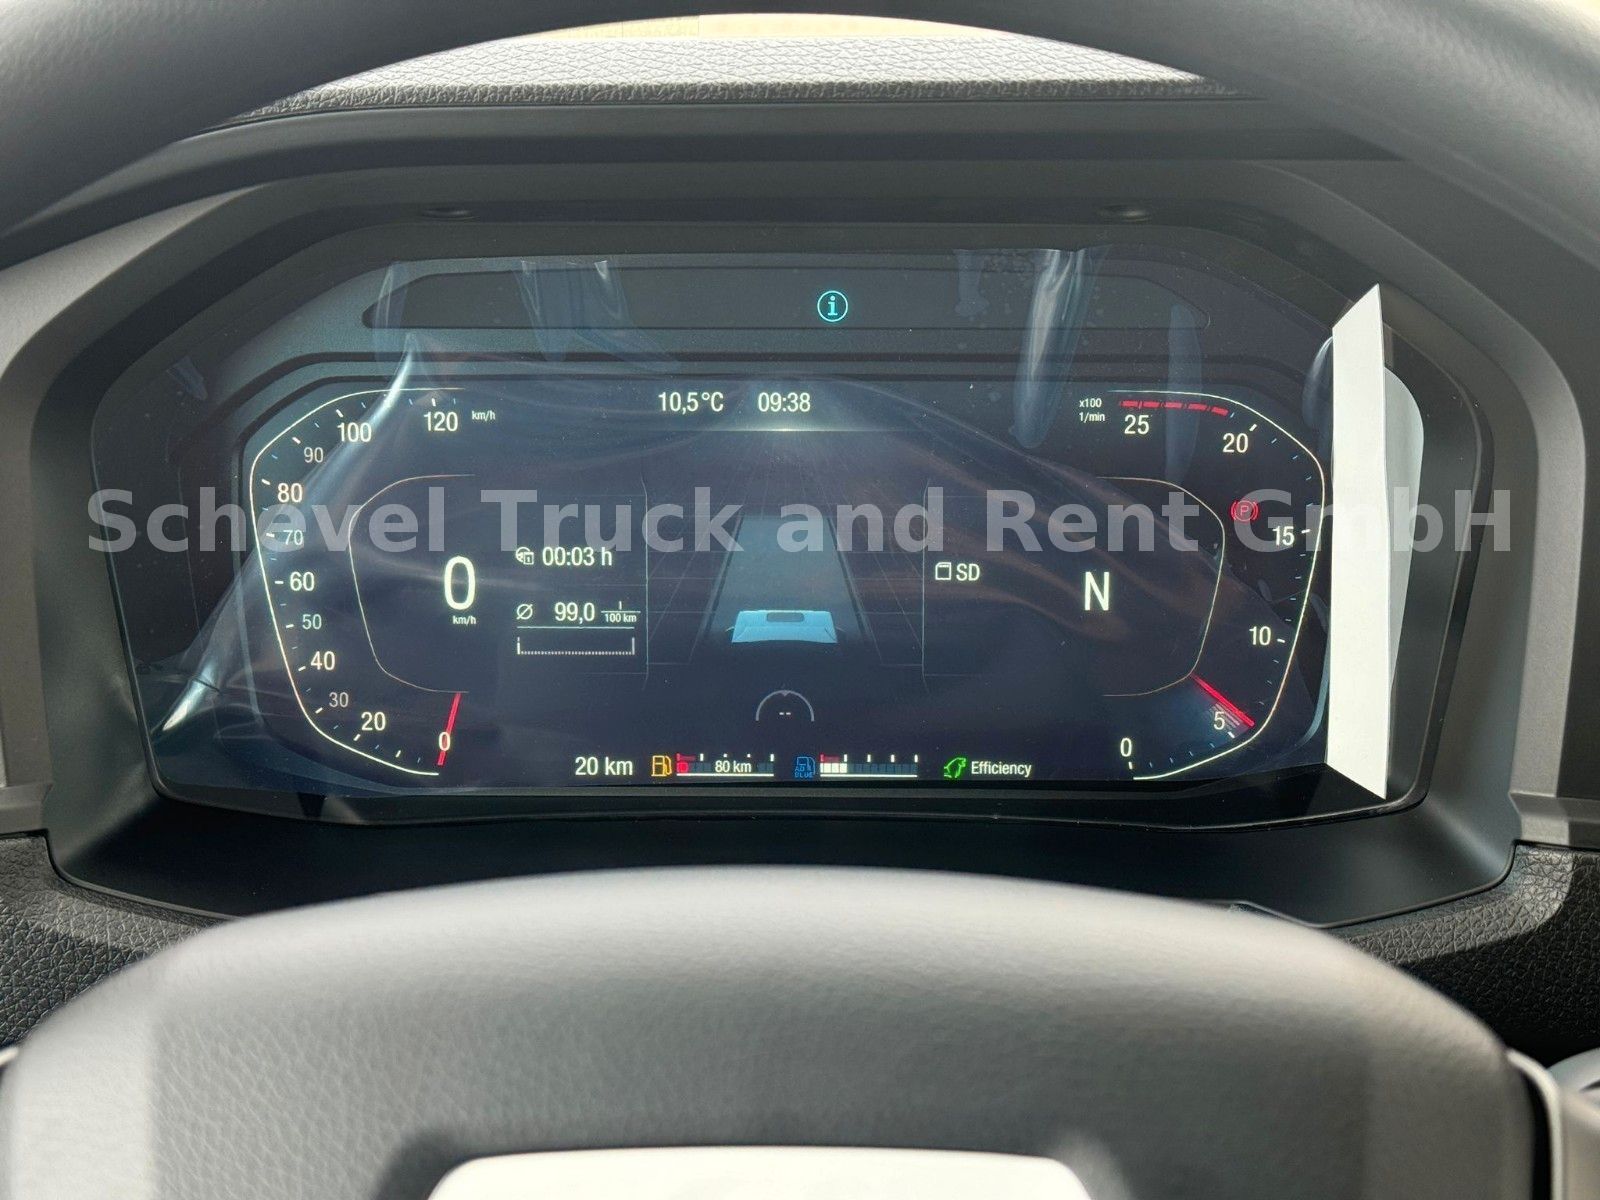 10,5°C 09:38
120 km/h
100
90
80
70
60
50
40
30
20
0
x100
1/min
25
20
15
10
5
0
P
Schevel Truck and Rent GmbH
0
km/h
00:03 h
Ø 99,0 l
100 km
SD
N
--
20 km
80 km
Efficiency